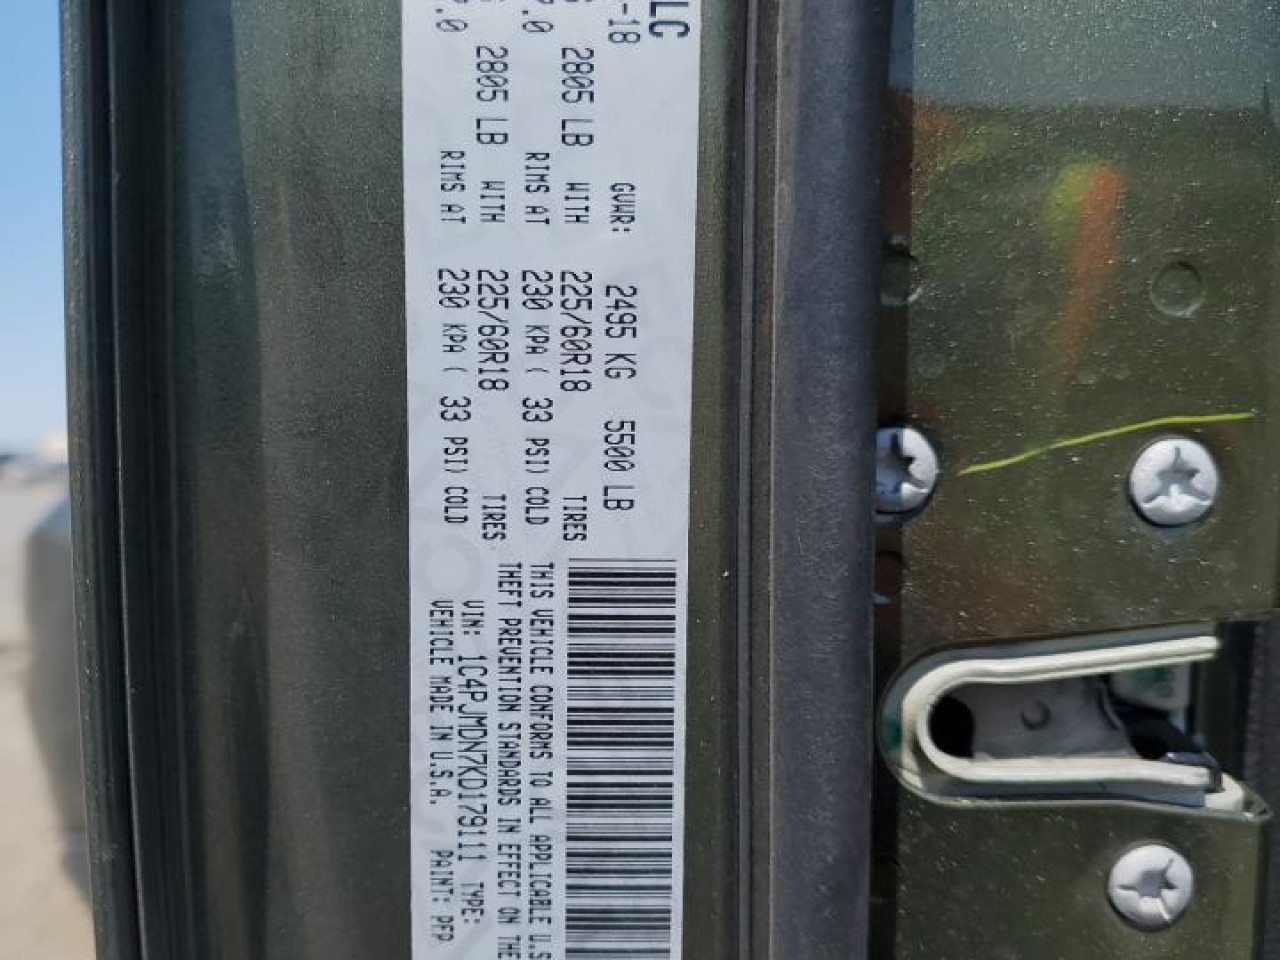 LC
-18
GVWR: 2495 KG 5500 LB
2805 LB WITH 225/60R18 TIRES
.0 RIMS AT 230 KPA ( 33 PSI) COLD
2805 LB WITH 225/60R18 TIRES
.0 RIMS AT 230 KPA ( 33 PSI) COLD
THIS VEHICLE CONFORMS TO ALL APPLICABLE U.S
THEFT PREVENTION STANDARDS IN EFFECT ON THE
VIN: 1C4PJMDN7KD179111 TYPE:
VEHICLE MADE IN U.S.A. PAINT: PFP